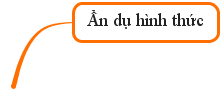 Ẩn dụ hình thức